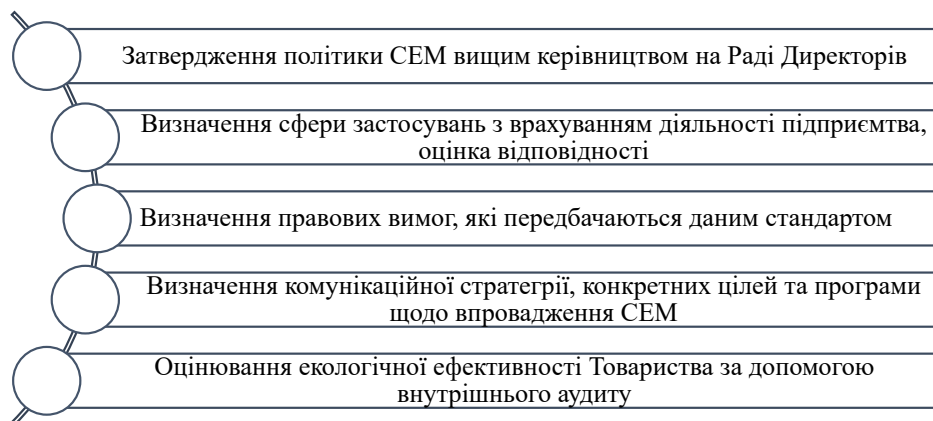 Затвердження політики СЕМ вищим керівництвом на Раді Директорів
Визначення сфери застосувань з врахуванням діяльності підприємтва,
оцінка відповідності
Визначення правових вимог, які передбачаються даним стандартом
Визначення комунікаційної стратегрії, конкретних цілей та програми
щодо впровадження СЕМ
Оцінювання екологічної ефективності Товариства за допомогою
внутрішнього аудиту